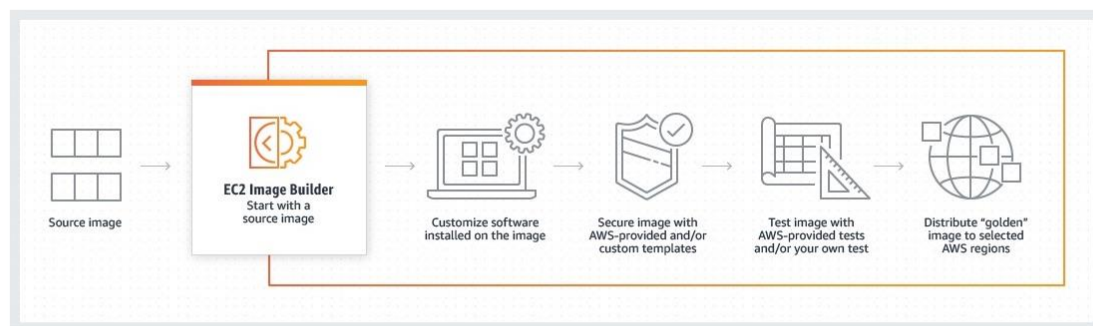 Source image
EC2 Image Builder
Start with a
source image
Customize software
installed on the image
Secure image with
AWS-provided and/or
custom templates
Test image with
AWS-provided tests
and/or your own test
Distribute “golden”
image to selected
AWS regions